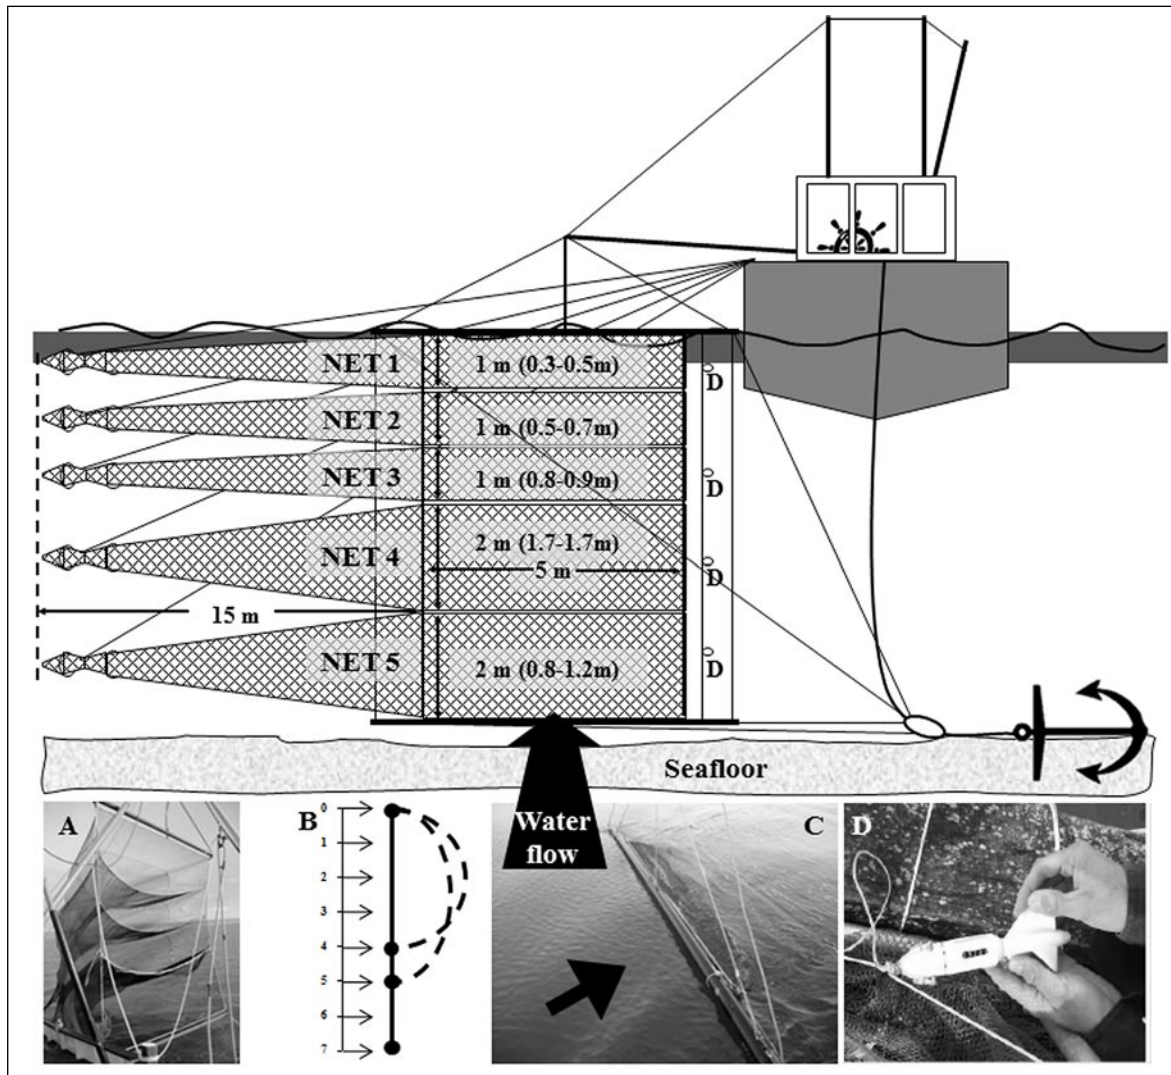 NET 1
1 m (0.3-0.5m)
D
NET 2
1 m (0.5-0.7m)
NET 3
1 m (0.8-0.9m)
D
NET 4
2 m (1.7-1.7m)
5 m
D
15 m
NET 5
2 m (0.8-1.2m)
D
Seafloor
A
B
0
1
2
3
4
5
6
7
Water
flow
C
D